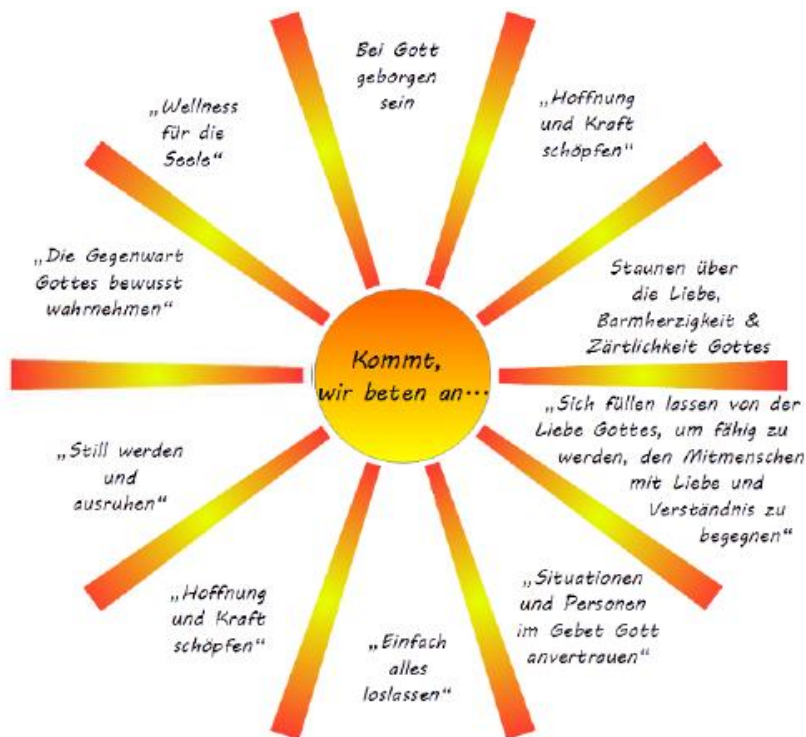 Kommt,
wir beten an...
Bei Gott
geborgen
sein
„Hoffnung
und Kraft
schöpfen“
Staunen über
die Liebe,
Barmherzigkeit &
Zärtlichkeit Gottes
„Sich füllen lassen von der
Liebe Gottes, um fähig zu
werden, den Mitmenschen
mit Liebe und
Verständnis zu
begegnen“
„Situationen
und Personen
im Gebet Gott
anvertrauen“
„Einfach
alles
loslassen“
„Hoffnung
und Kraft
schöpfen“
„Still werden
und
ausruhen“
„Die Gegenwart
Gottes bewusst
wahrnehmen“
„Wellness
für die
Seele“